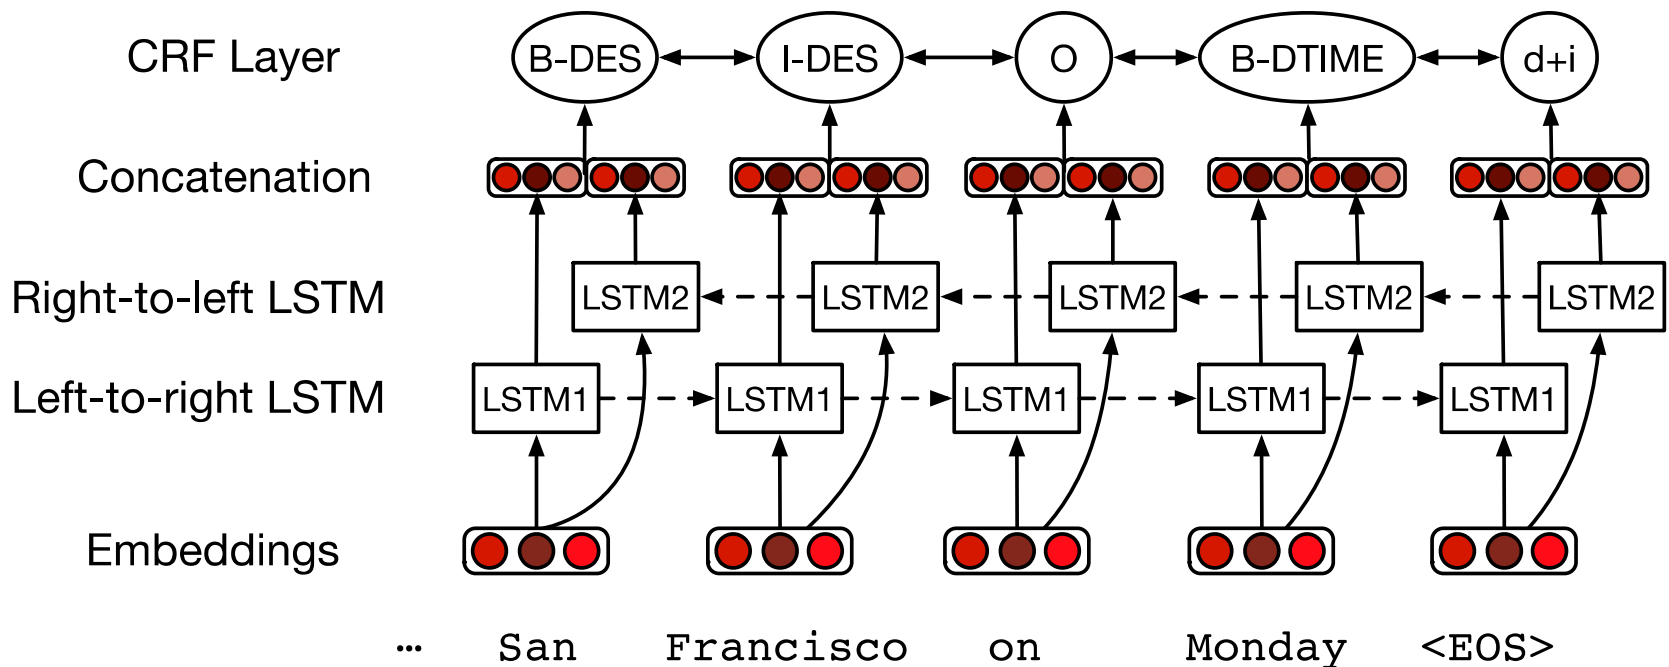 CRF Layer B-DES I-DES O B-DTIME d+i
Concatenation
Right-to-left LSTM LSTM2 LSTM2 LSTM2 LSTM2 LSTM2
Left-to-right LSTM LSTM1 LSTM1 LSTM1 LSTM1 LSTM1
Embeddings
… San Francisco on Monday <EOS>